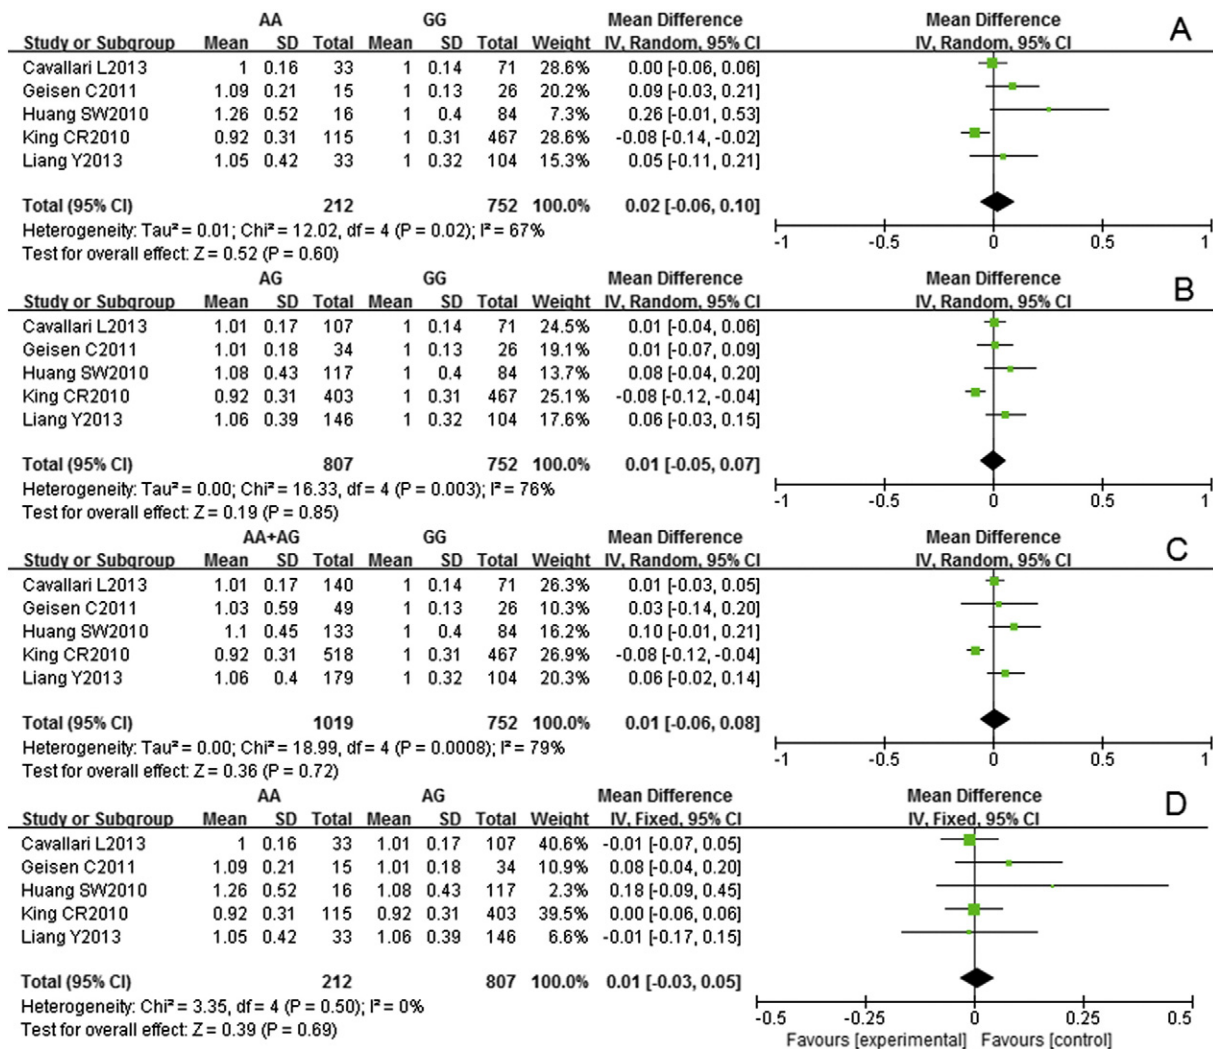 AA GG Mean Difference Mean Difference A
Study or Subgroup Mean SD Total Mean SD Total Weight IV, Random, 95% CI IV, Random, 95% CI
Cavallari L2013 1 0.16 33 1 0.14 71 28.6% 0.00 [-0.06, 0.06]
Geisen C2011 1.09 0.21 15 1 0.13 26 20.2% 0.09 [-0.03, 0.21]
Huang SW2010 1.26 0.52 16 1 0.4 84 7.3% 0.26 [-0.01, 0.53]
King CR2010 0.92 0.31 115 1 0.31 467 28.6% -0.08 [-0.14, -0.02]
Liang Y2013 1.05 0.42 33 1 0.32 104 15.3% 0.05 [-0.11, 0.21]
Total (95% CI) 212 752 100.0% 0.02 [-0.06, 0.10]
Heterogeneity: Tau² = 0.01; Chi² = 12.02, df = 4 (P = 0.02); I² = 67%
Test for overall effect: Z = 0.52 (P = 0.60)
-1 -0.5 0 0.5 1
AG GG Mean Difference Mean Difference B
Study or Subgroup Mean SD Total Mean SD Total Weight IV, Random, 95% CI IV, Random, 95% CI
Cavallari L2013 1.01 0.17 107 1 0.14 71 24.5% 0.01 [-0.04, 0.06]
Geisen C2011 1.01 0.18 34 1 0.13 26 19.1% 0.01 [-0.07, 0.09]
Huang SW2010 1.08 0.43 117 1 0.4 84 13.7% 0.08 [-0.04, 0.20]
King CR2010 0.92 0.31 403 1 0.31 467 25.1% -0.08 [-0.12, -0.04]
Liang Y2013 1.06 0.39 146 1 0.32 104 17.6% 0.06 [-0.03, 0.15]
Total (95% CI) 807 752 100.0% 0.01 [-0.05, 0.07]
Heterogeneity: Tau² = 0.00; Chi² = 16.33, df = 4 (P = 0.003); I² = 76%
Test for overall effect: Z = 0.19 (P = 0.85)
-1 -0.5 0 0.5 1
AA+AG GG Mean Difference Mean Difference C
Study or Subgroup Mean SD Total Mean SD Total Weight IV, Random, 95% CI IV, Random, 95% CI
Cavallari L2013 1.01 0.17 140 1 0.14 71 26.3% 0.01 [-0.03, 0.05]
Geisen C2011 1.03 0.59 49 1 0.13 26 10.3% 0.03 [-0.14, 0.20]
Huang SW2010 1.1 0.45 133 1 0.4 84 16.2% 0.10 [-0.01, 0.21]
King CR2010 0.92 0.31 518 1 0.31 467 26.9% -0.08 [-0.12, -0.04]
Liang Y2013 1.06 0.4 179 1 0.32 104 20.3% 0.06 [-0.02, 0.14]
Total (95% CI) 1019 752 100.0% 0.01 [-0.06, 0.08]
Heterogeneity: Tau² = 0.00; Chi² = 18.99, df = 4 (P = 0.0008); I² = 79%
Test for overall effect: Z = 0.36 (P = 0.72)
-1 -0.5 0 0.5 1
AA AG Mean Difference Mean Difference D
Study or Subgroup Mean SD Total Mean SD Total Weight IV, Fixed, 95% CI IV, Fixed, 95% CI
Cavallari L2013 1 0.16 33 1.01 0.17 107 40.6% -0.01 [-0.07, 0.05]
Geisen C2011 1.09 0.21 15 1.01 0.18 34 10.9% 0.08 [-0.04, 0.20]
Huang SW2010 1.26 0.52 16 1.08 0.43 117 2.3% 0.18 [-0.09, 0.45]
King CR2010 0.92 0.31 115 0.92 0.31 403 39.5% 0.00 [-0.06, 0.06]
Liang Y2013 1.05 0.42 33 1.06 0.39 146 6.6% -0.01 [-0.17, 0.15]
Total (95% CI) 212 807 100.0% 0.01 [-0.03, 0.05]
Heterogeneity: Chi² = 3.35, df = 4 (P = 0.50); I² = 0%
Test for overall effect: Z = 0.39 (P = 0.69)
-0.5 -0.25 0 0.25 0.5
Favours [experimental] Favours [control]